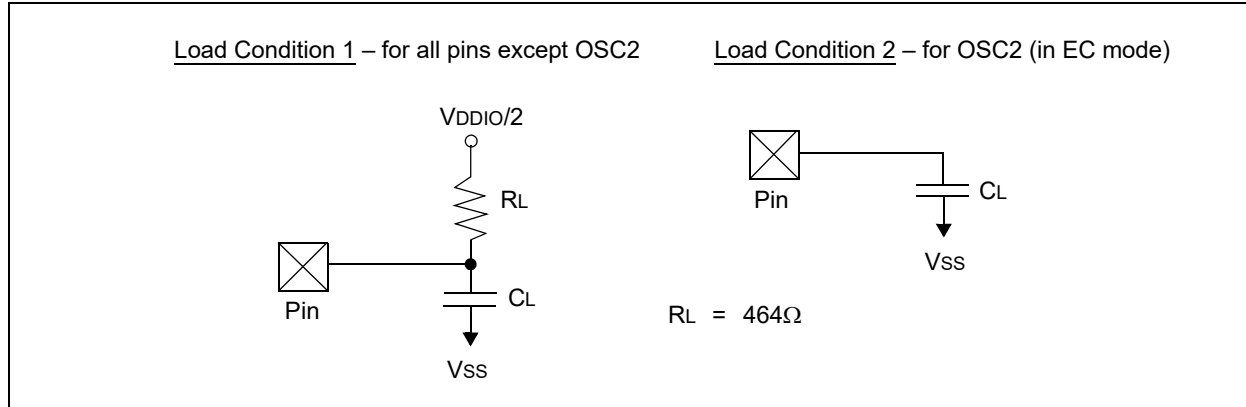 Load Condition 1 – for all pins except OSC2
Load Condition 2 – for OSC2 (in EC mode)
VDDIO/2
RL
Pin
CL
VSS
Pin
CL
VSS
RL = 464Ω